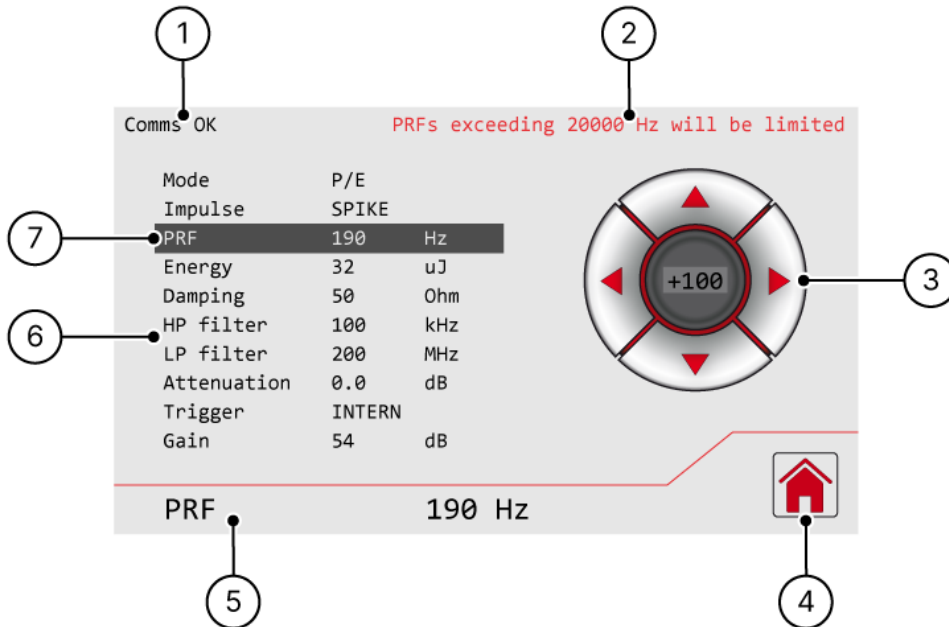 1
2
Comms OK
PRFs exceeding 20000 Hz will be limited
Mode P/E
Impulse SPIKE
7
PRF 190 Hz
Energy 32 uJ
+100
3
Damping 50 Ohm
6
HP filter 100 kHz
LP filter 200 MHz
Attenuation 0.0 dB
Trigger INTERN
Gain 54 dB
PRF 190 Hz
5
4